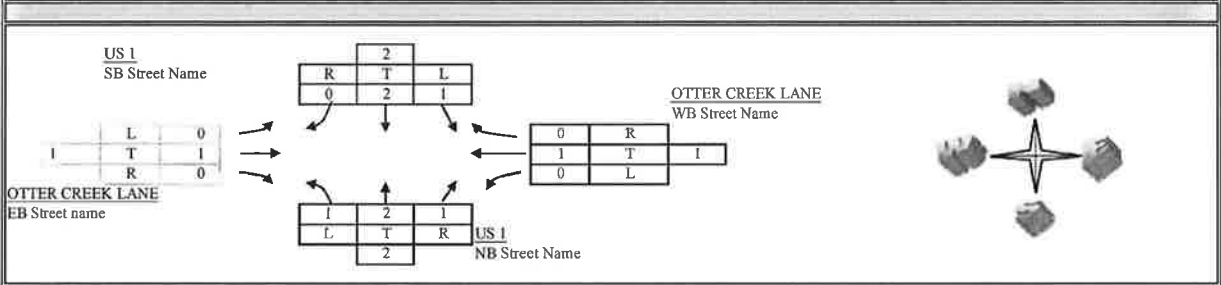 US 1
SB Street Name
2
R T L
0 2 1
OTTER CREEK LANE
WB Street Name
L 0
1 T 1
R 0
0 R
1 T 1
0 L
OTTER CREEK LANE
EB Street name
1 2 1
L T R
2
US 1
NB Street Name